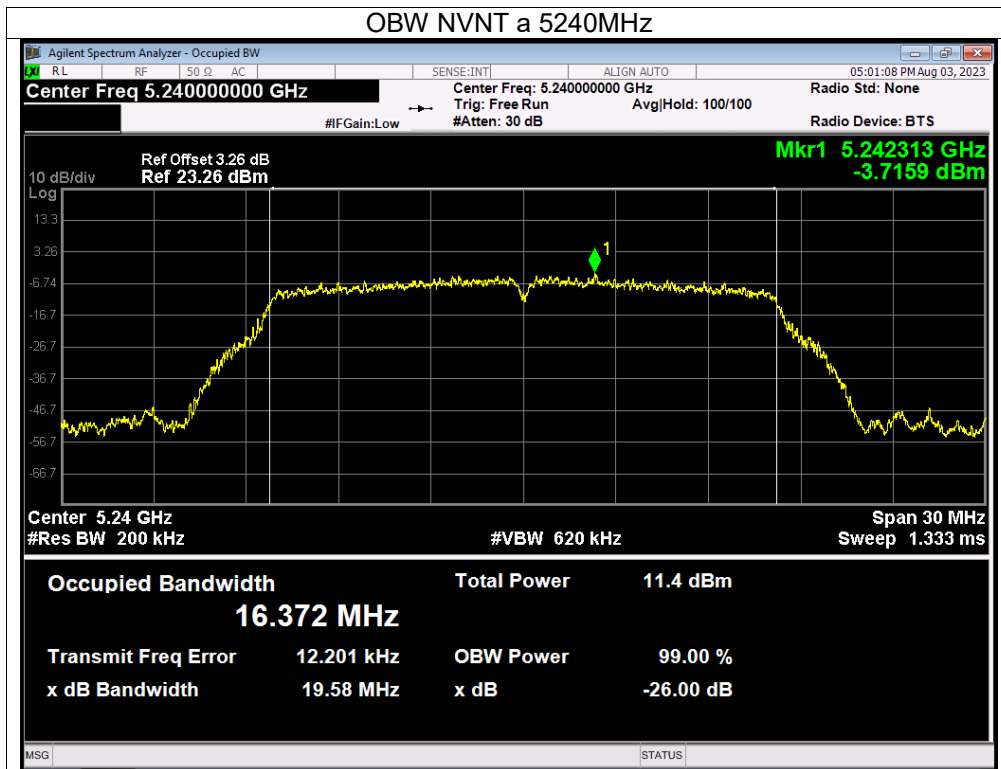 OBW NVNT a 5240MHz
Agilent Spectrum Analyzer - Occupied BW
LXI RL RF 50 Ω AC SENSE:INT ALIGN AUTO 05:01:08 PM Aug 03, 2023
Center Freq 5.240000000 GHz Center Freq: 5.240000000 GHz Radio Std: None
Trig: Free Run Avg|Hold: 100/100
#IFGain:Low #Atten: 30 dB Radio Device: BTS
Mkr1 5.242313 GHz
Ref Offset 3.26 dB -3.7159 dBm
10 dB/div Ref 23.26 dBm
Log
13.3
3.26
1
-6.74
-16.7
-26.7
-36.7
-46.7
-56.7
-66.7
Center 5.24 GHz Span 30 MHz
#Res BW 200 kHz #VBW 620 kHz Sweep 1.333 ms
Occupied Bandwidth Total Power 11.4 dBm
16.372 MHz
Transmit Freq Error 12.201 kHz OBW Power 99.00 %
x dB Bandwidth 19.58 MHz x dB -26.00 dB
MSG STATUS